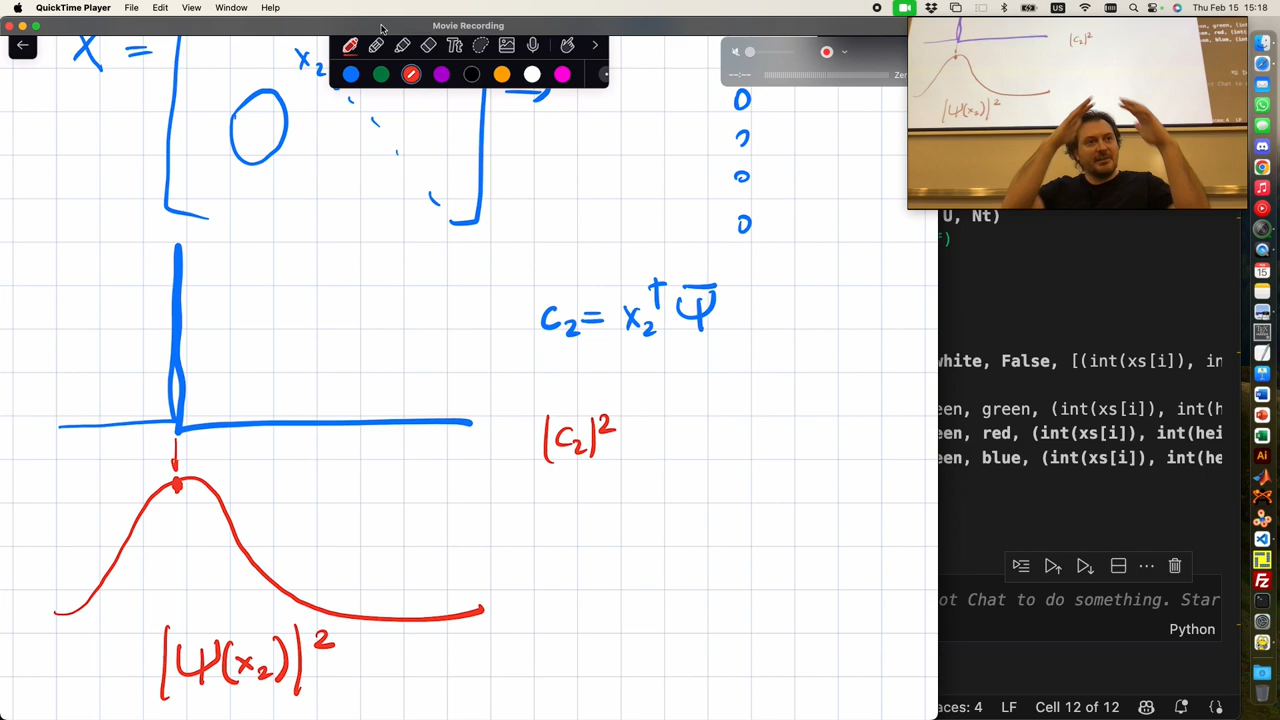 QuickTime Player File Edit View Window Help
US Thu Feb 15 15:18
Movie Recording
X =
x₂
0
0
0
0
--:--
|c₂|²
|Ψ(x₂)|²
U, Nt)
c₂ = x₂† Ψ
|c₂|²
|Ψ(x₂)|²
white, False, [(int(xs[i]), in
een, green, (int(xs[i]), int(h
een, red, (int(xs[i]), int(hei
een, blue, (int(xs[i]), int(he
ot Chat to do something. Star
Python
aces: 4 LF Cell 12 of 12